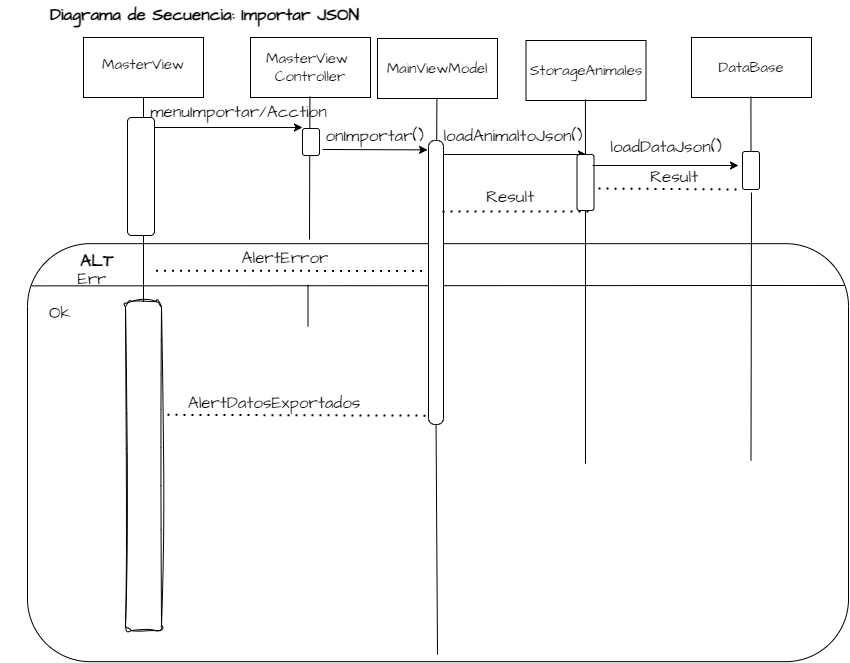 Diagrama de Secuencia: Importar JSON
MasterView
MasterView
Controller
MainViewModel
StorageAnimales
DataBase
menuImportar/Acction
onImportar()
loadAnimaltoJson()
loadDataJson()
Result
Result
ALT
Err
AlertError
Ok
AlertDatosExportados